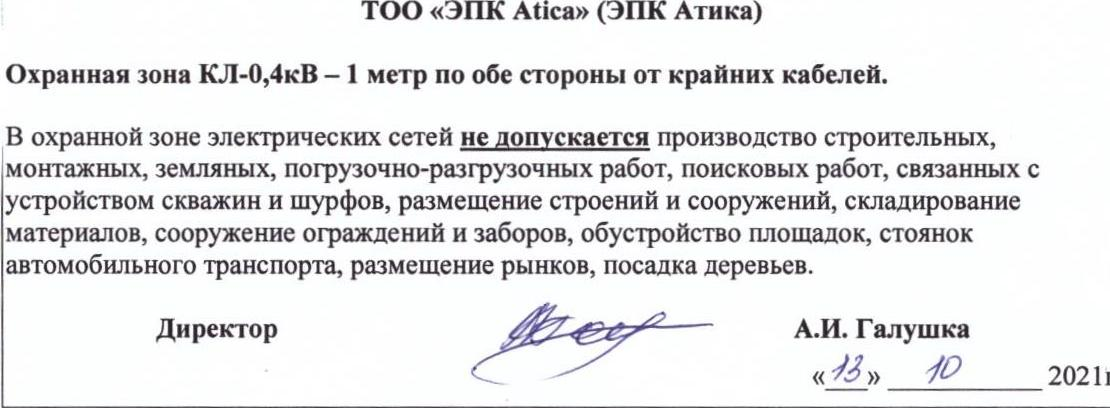 ТОО «ЭПК Atica» (ЭПК Атика)
Охранная зона КЛ-0,4кВ – 1 метр по обе стороны от крайних кабелей.
В охранной зоне электрических сетей не допускается производство строительных,
монтажных, земляных, погрузочно-разгрузочных работ, поисковых работ, связанных с
устройством скважин и шурфов, размещение строений и сооружений, складирование
материалов, сооружение ограждений и заборов, обустройство площадок, стоянок
автомобильного транспорта, размещение рынков, посадка деревьев.
Директор А.И. Галушка
«13» 10 2021г